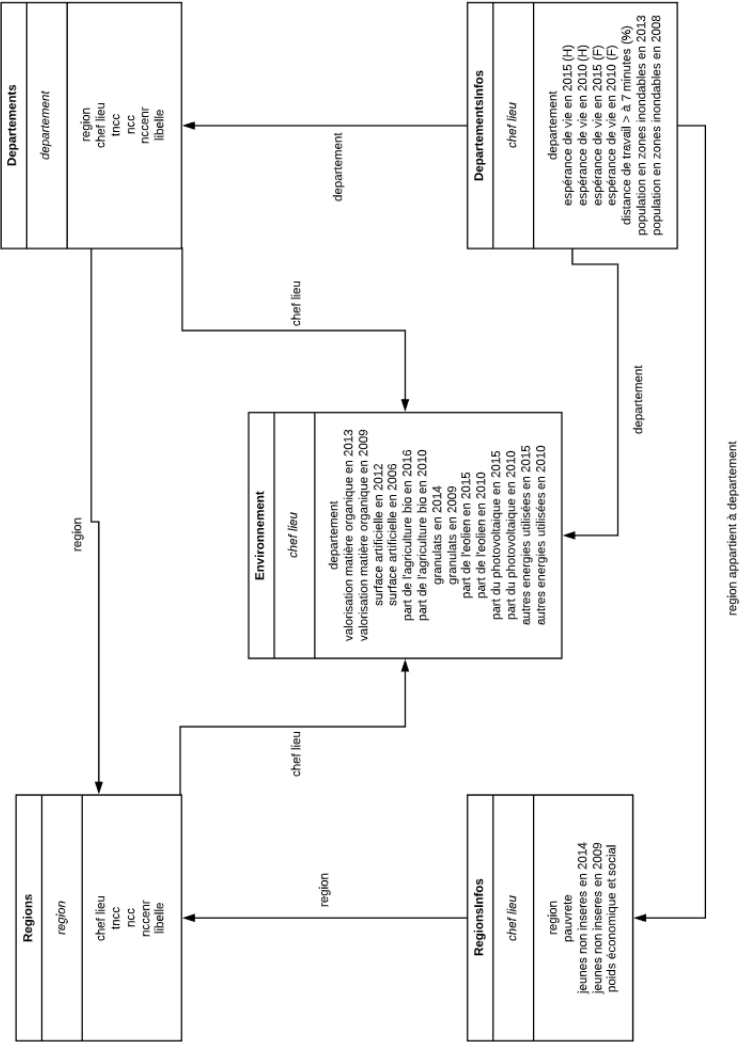 Regions
region
chef lieu
tncc
ncc
nccenr
libelle
region
Departements
departement
region
chef lieu
tncc
ncc
nccenr
libelle
chef lieu
chef lieu
Environnement
chef lieu
departement
valorisation matière organique en 2013
valorisation matière organique en 2009
surface artificielle en 2012
surface artificielle en 2006
part de l'agriculture bio en 2016
part de l'agriculture bio en 2010
granulats en 2014
granulats en 2009
part de l'eolien en 2015
part de l'eolien en 2010
part du photovoltaique en 2015
part du photovoltaique en 2010
autres energies utilisées en 2015
autres energies utilisées en 2010
region
departement
RegionsInfos
chef lieu
region
pauvrete
jeunes non inseres en 2014
jeunes non inseres en 2009
poids économique et social
DepartementsInfos
chef lieu
departement
espérance de vie en 2015 (H)
espérance de vie en 2010 (H)
espérance de vie en 2015 (F)
espérance de vie en 2010 (F)
distance de travail > à 7 minutes (%)
population en zones inondables en 2013
population en zones inondables en 2008
departement
region appartient à departement